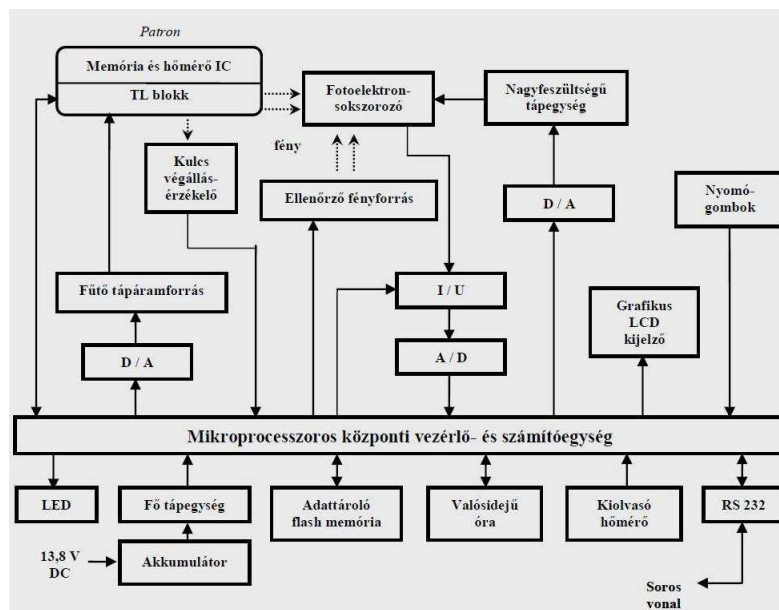 Patron
Memória és hőmérő IC
TL blokk
Fotoelektron-
sokszorozó
Nagyfeszültségű
tápegység
fény
Kulcs
végállás-
érzékelő
Ellenőrző fényforrás
D / A
Nyomó-
gombok
Fűtő tápáramforrás
I / U
Grafikus
LCD
kijelző
D / A
A / D
Mikroprocesszoros központi vezérlő- és számítóegység
LED
Fő tápegység
Adattároló
flash memória
Valósidejű
óra
Kiolvasó
hőmérő
RS 232
13,8 V
DC
Akkumulátor
Soros
vonal